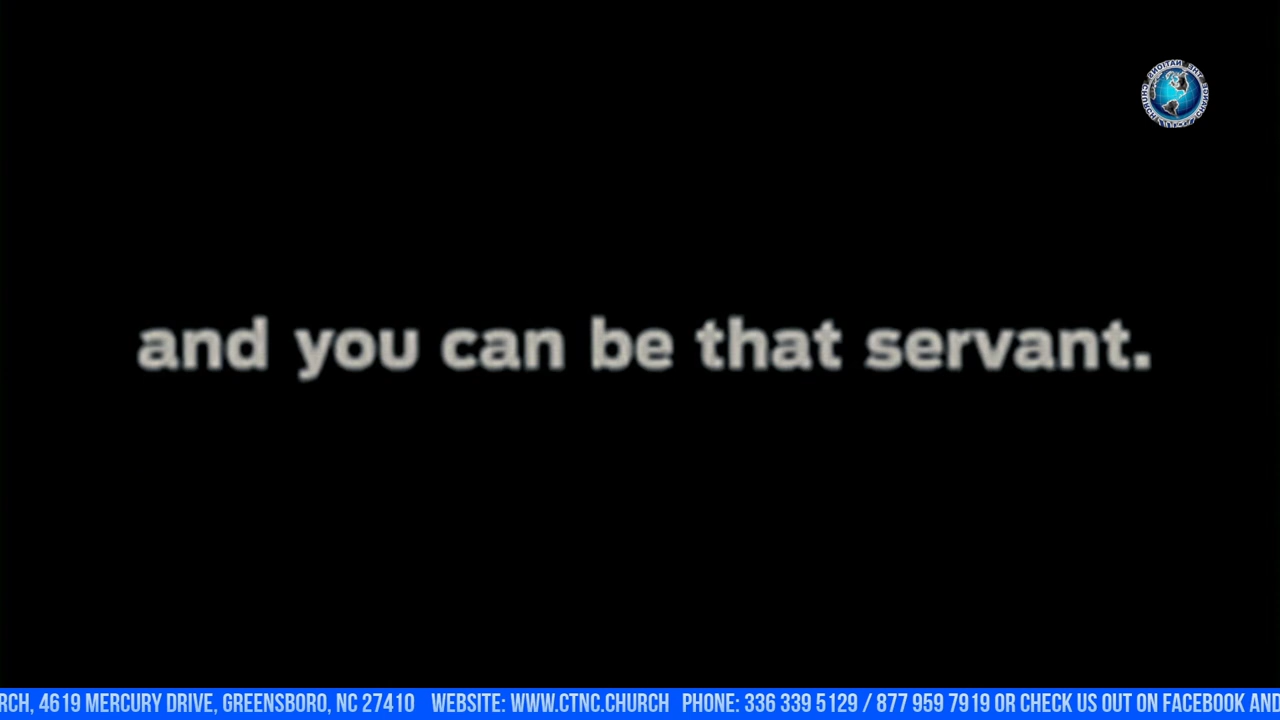 and you can be that servant.
RCH, 4619 MERCURY DRIVE, GREENSBORO, NC 27410 WEBSITE: WWW.CTNC.CHURCH PHONE: 336 339 5129 / 877 959 7919 OR CHECK US OUT ON FACEBOOK AND